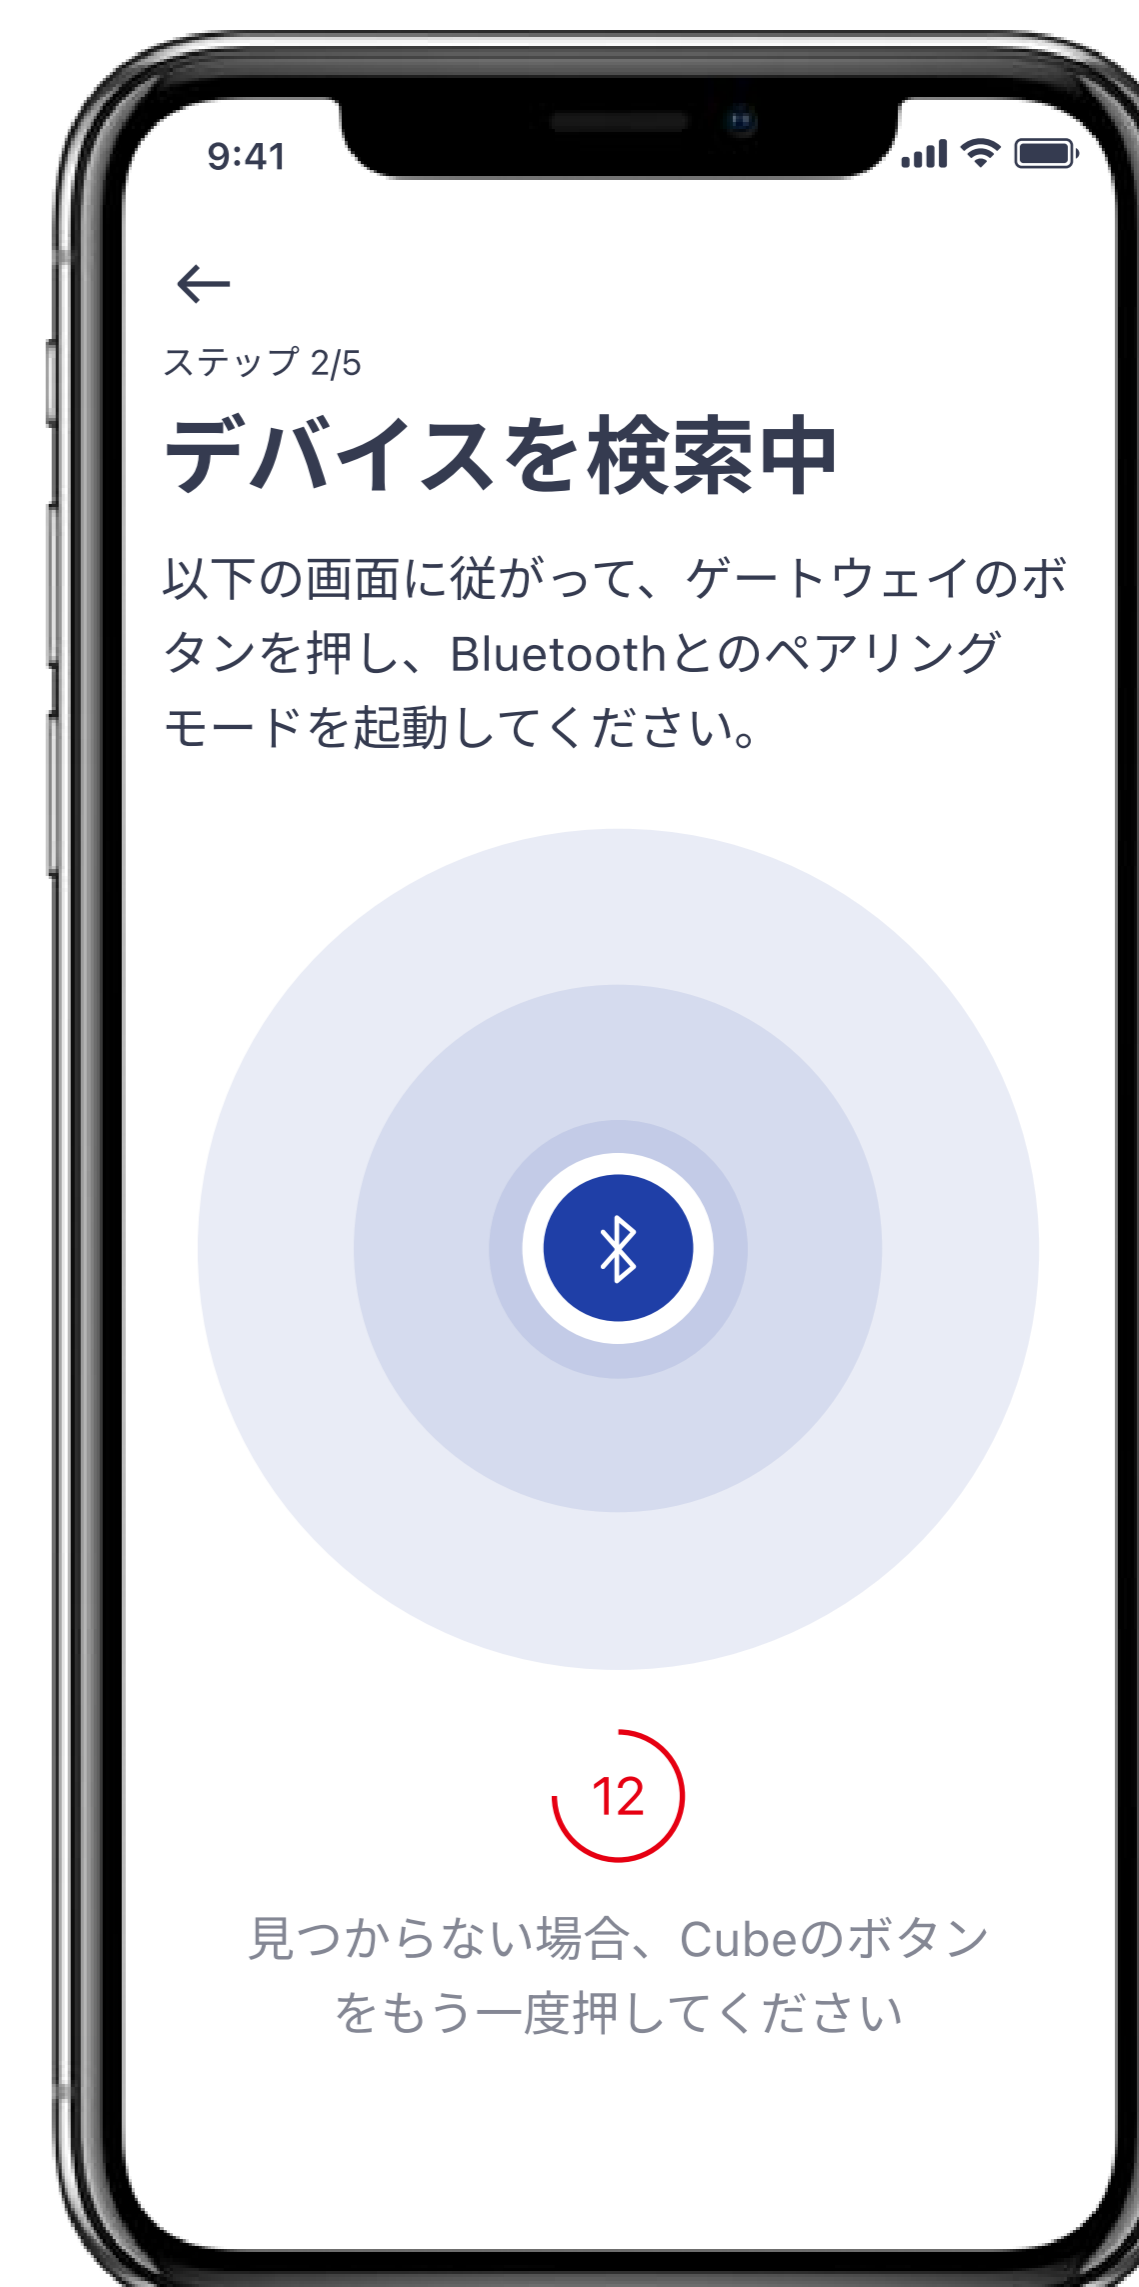 9:41
ステップ 2/5
デバイスを検索中
以下の画面に従がって、ゲートウェイのボ
タンを押し、Bluetoothとのペアリング
モードを起動してください。
12
見つからない場合、Cubeのボタン
をもう一度押してください